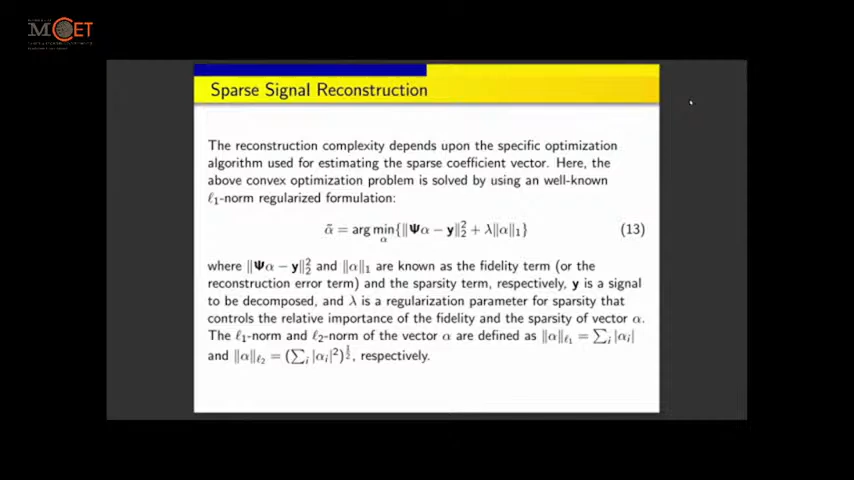 MCET
Sparse Signal Reconstruction
The reconstruction complexity depends upon the specific optimization
algorithm used for estimating the sparse coefficient vector. Here, the
above convex optimization problem is solved by using an well-known
ℓ₁-norm regularized formulation:
α̃ = arg min_α {‖Ψα − y‖₂² + λ‖α‖₁} (13)
where ‖Ψα − y‖₂² and ‖α‖₁ are known as the fidelity term (or the
reconstruction error term) and the sparsity term, respectively, y is a signal
to be decomposed, and λ is a regularization parameter for sparsity that
controls the relative importance of the fidelity and the sparsity of vector α.
The ℓ₁-norm and ℓ₂-norm of the vector α are defined as ‖α‖_ℓ₁ = ∑ᵢ |αᵢ|
and ‖α‖_ℓ₂ = (∑ᵢ |αᵢ|²)^½, respectively.